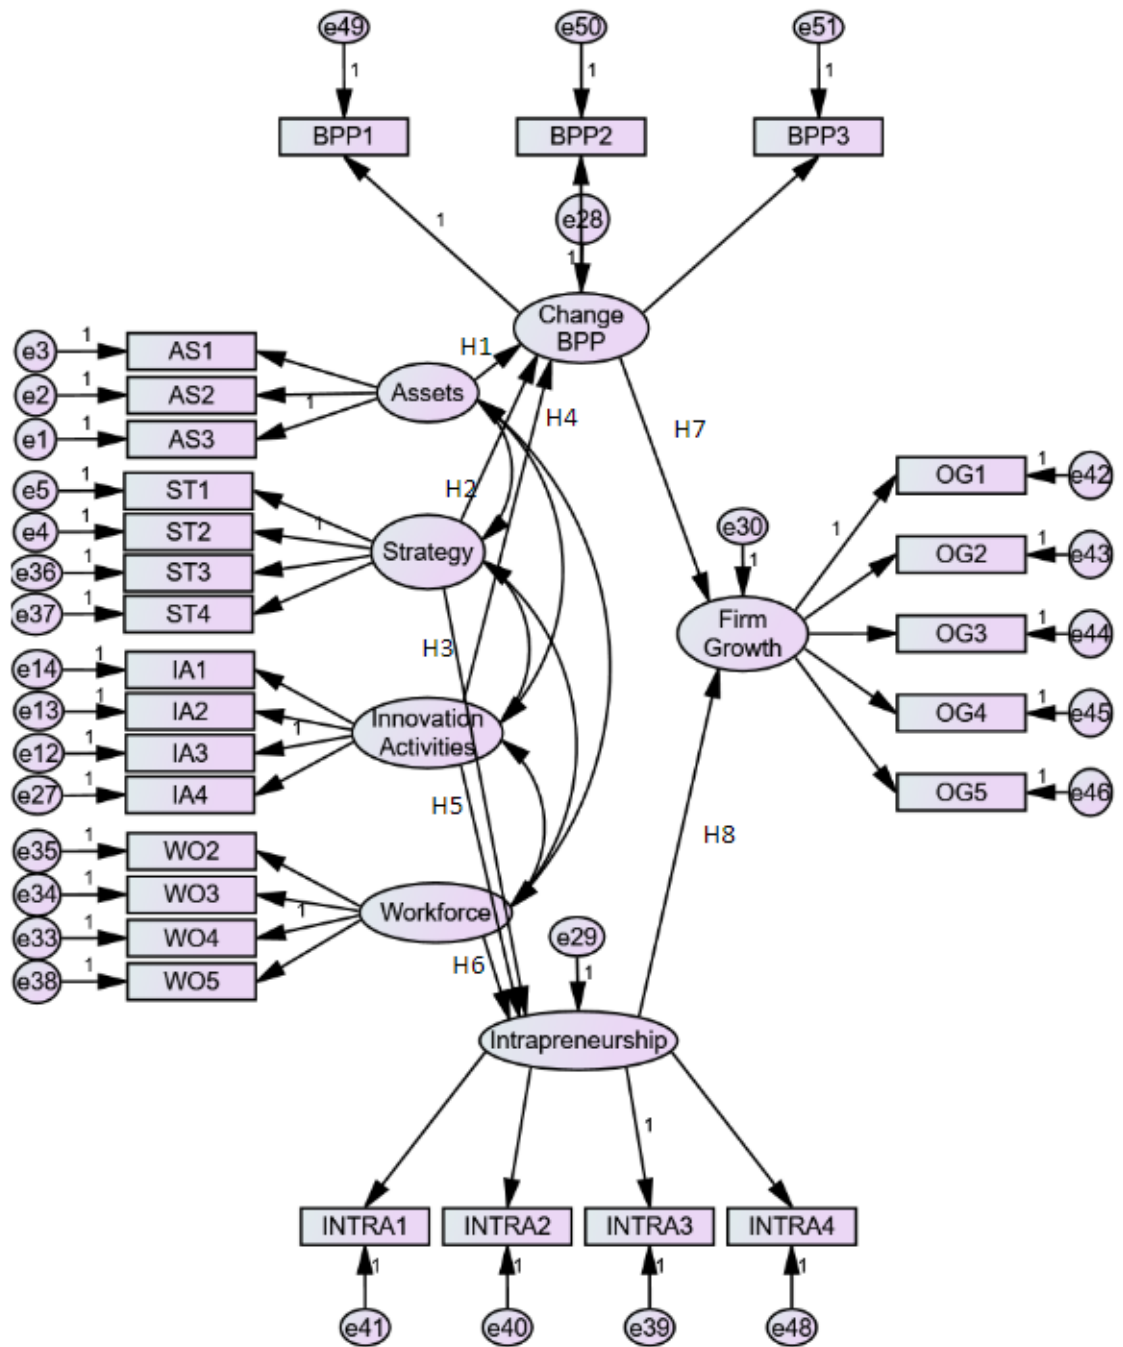 e49
e50
e51
1
1
1
BPP1
BPP2
BPP3
1
e28
1
Change
BPP
e3
1
AS1
e2
1
AS2
e1
1
AS3
1
Assets
H1
H4
H7
e5
1
ST1
e4
1
ST2
e36
1
ST3
e37
1
ST4
1
Strategy
H2
H3
e14
1
IA1
e13
1
IA2
e12
1
IA3
e27
1
IA4
1
Innovation
Activities
H5
e35
1
WO2
e34
1
WO3
e33
1
WO4
e38
1
WO5
1
Workforce
H6
e30
1
Firm
Growth
1
OG1
1
e42
OG2
1
e43
OG3
1
e44
OG4
1
e45
OG5
1
e46
H8
e29
1
Intrapreneurship
1
INTRA1
INTRA2
INTRA3
INTRA4
1
1
1
1
e41
e40
e39
e48